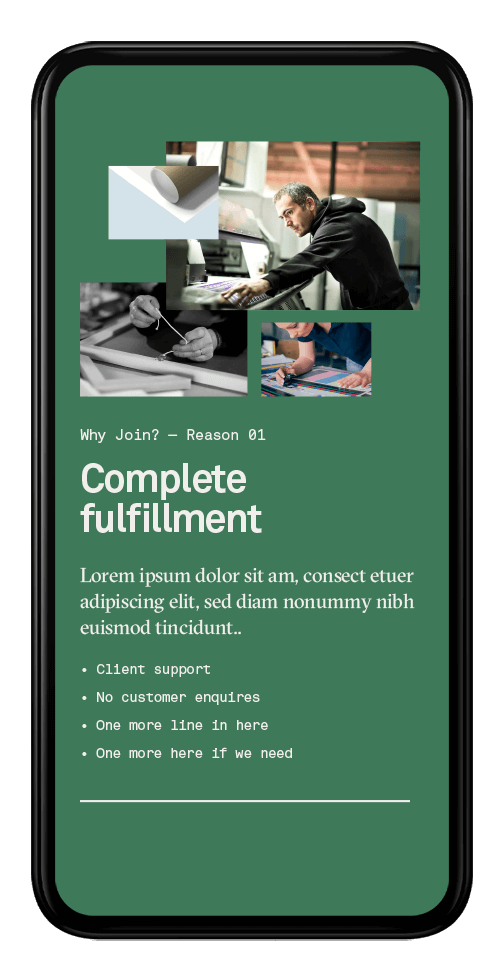 Why Join? — Reason 01
Complete
fulfillment
Lorem ipsum dolor sit am, consect etuer
adipiscing elit, sed diam nonummy nibh
euismod tincidunt..
• Client support
• No customer enquires
• One more line in here
• One more here if we need